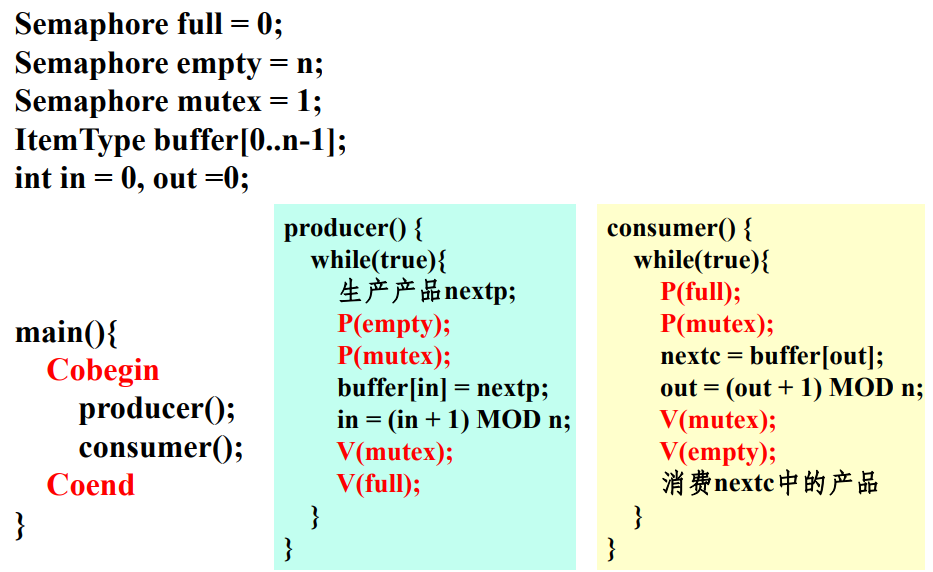 Semaphore full = 0;
Semaphore empty = n;
Semaphore mutex = 1;
ItemType buffer[0..n-1];
int in = 0, out =0;
main(){
Cobegin
producer();
consumer();
Coend
}
producer() {
while(true){
生产产品nextp;
P(empty);
P(mutex);
buffer[in] = nextp;
in = (in + 1) MOD n;
V(mutex);
V(full);
}
}
consumer() {
while(true){
P(full);
P(mutex);
nextc = buffer[out];
out = (out + 1) MOD n;
V(mutex);
V(empty);
消费nextc中的产品
}
}